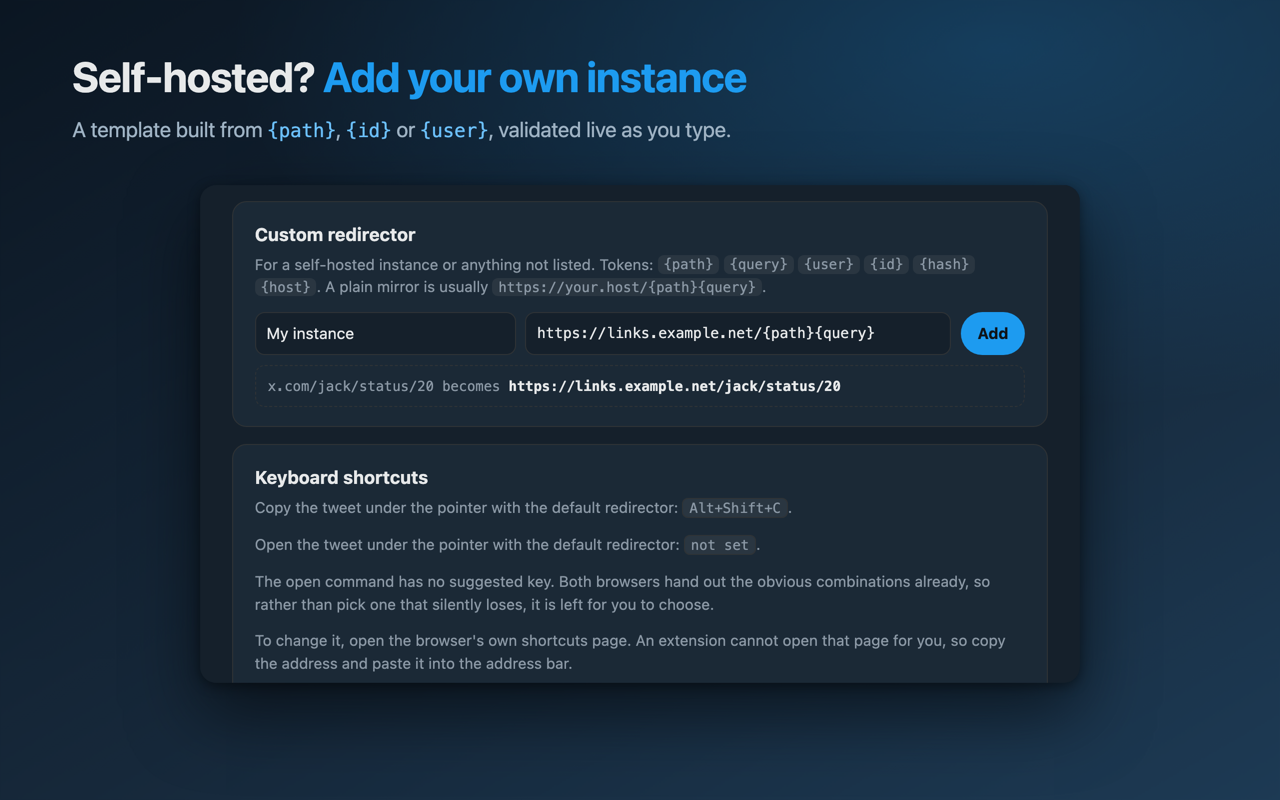 Self-hosted? Add your own instance
A template built from {path}, {id} or {user}, validated live as you type.
Custom redirector
For a self-hosted instance or anything not listed. Tokens: {path} {query} {user} {id} {hash}
{host}. A plain mirror is usually https://your.host/{path}{query}.
My instance
https://links.example.net/{path}{query}
Add
x.com/jack/status/20 becomes https://links.example.net/jack/status/20
Keyboard shortcuts
Copy the tweet under the pointer with the default redirector: Alt+Shift+C.
Open the tweet under the pointer with the default redirector: not set.
The open command has no suggested key. Both browsers hand out the obvious combinations already, so
rather than pick one that silently loses, it is left for you to choose.
To change it, open the browser's own shortcuts page. An extension cannot open that page for you, so copy
the address and paste it into the address bar.